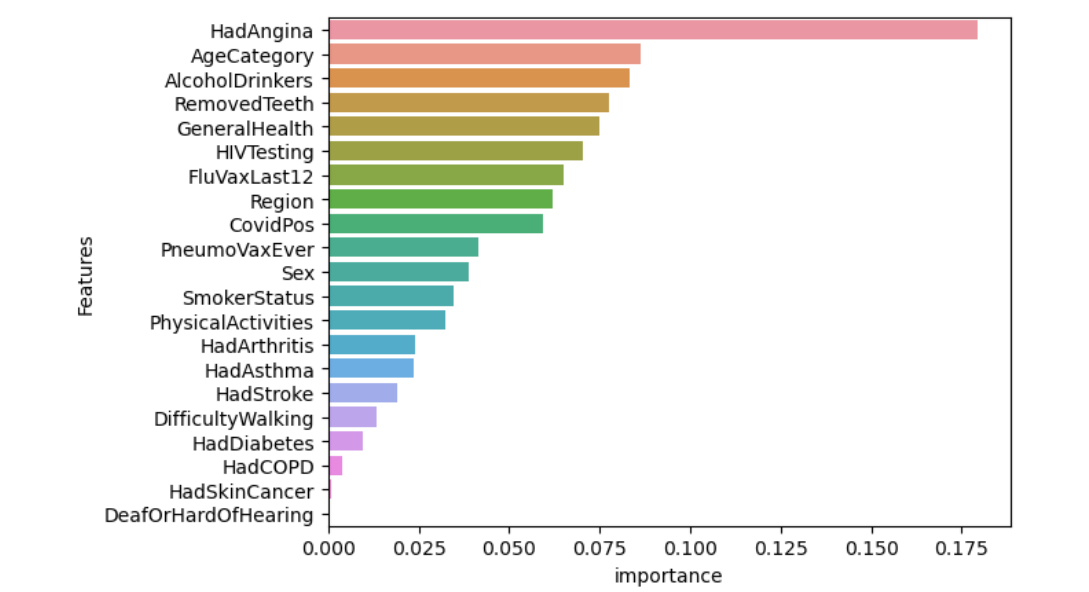 HadAngina
AgeCategory
AlcoholDrinkers
RemovedTeeth
GeneralHealth
HIVTesting
FluVaxLast12
Region
CovidPos
PneumoVaxEver
Sex
SmokerStatus
PhysicalActivities
HadArthritis
HadAsthma
HadStroke
DifficultyWalking
HadDiabetes
HadCOPD
HadSkinCancer
DeafOrHardOfHearing
Features
0.000 0.025 0.050 0.075 0.100 0.125 0.150 0.175
importance